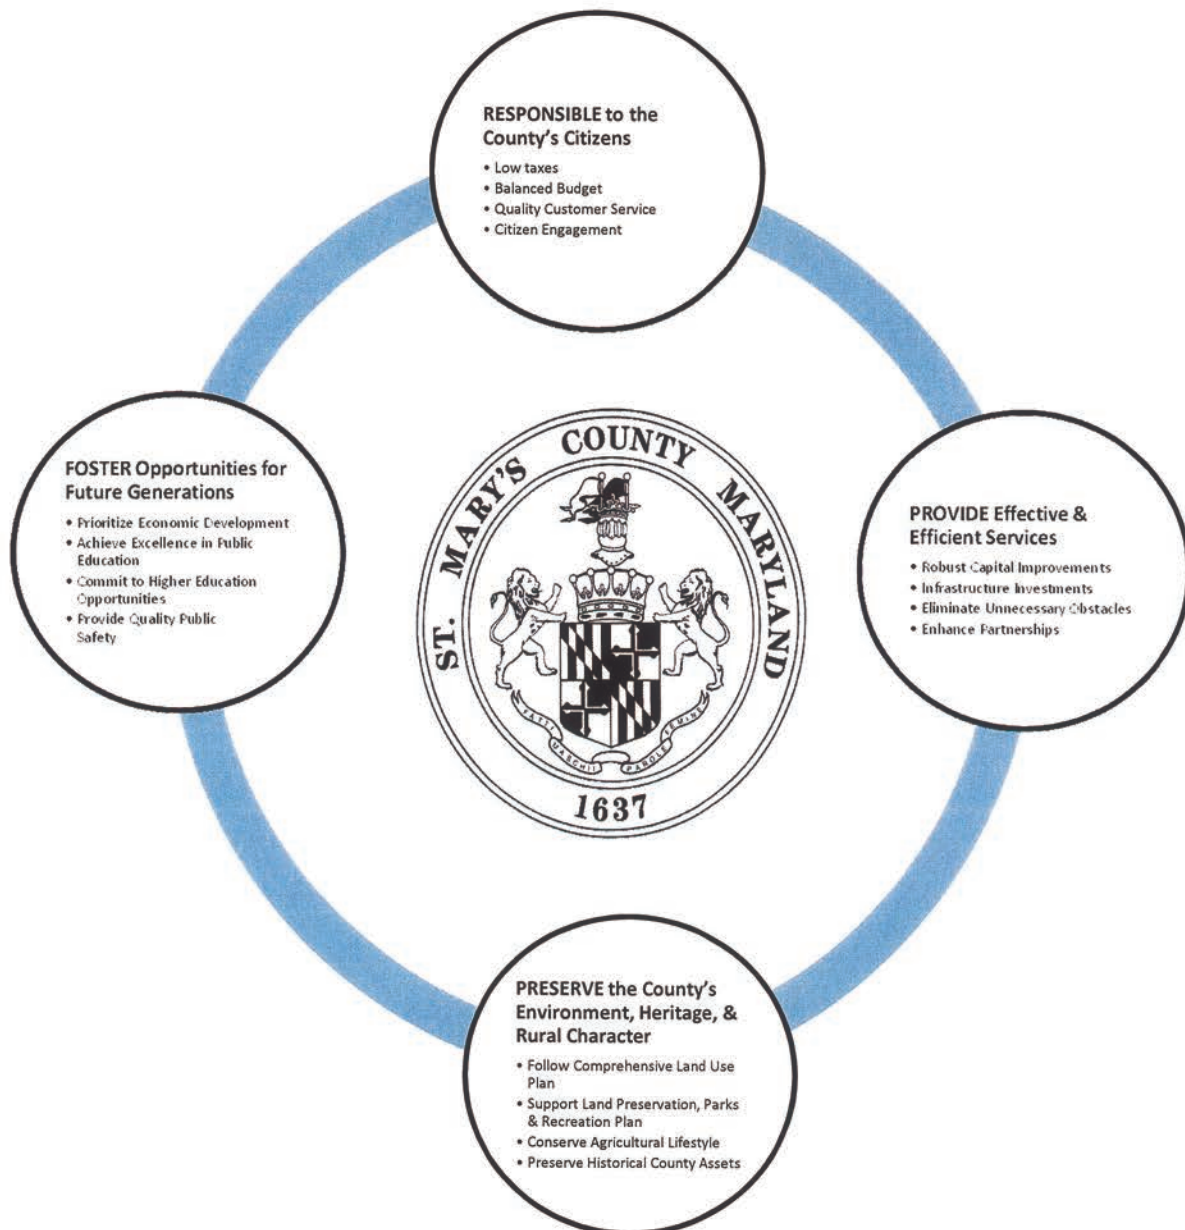 RESPONSIBLE to the
County's Citizens
• Low taxes
• Balanced Budget
• Quality Customer Service
• Citizen Engagement
FOSTER Opportunities for
Future Generations
• Prioritize Economic Development
• Achieve Excellence in Public
Education
• Commit to Higher Education
Opportunities
• Provide Quality Public
Safety
ST. MARY'S COUNTY MARYLAND
FATTI
MASCHII
PAROLE
FEMINE
1637
PROVIDE Effective &
Efficient Services
• Robust Capital Improvements
• Infrastructure Investments
• Eliminate Unnecessary Obstacles
• Enhance Partnerships
PRESERVE the County's
Environment, Heritage, &
Rural Character
• Follow Comprehensive Land Use
Plan
• Support Land Preservation, Parks
& Recreation Plan
• Conserve Agricultural Lifestyle
• Preserve Historical County Assets